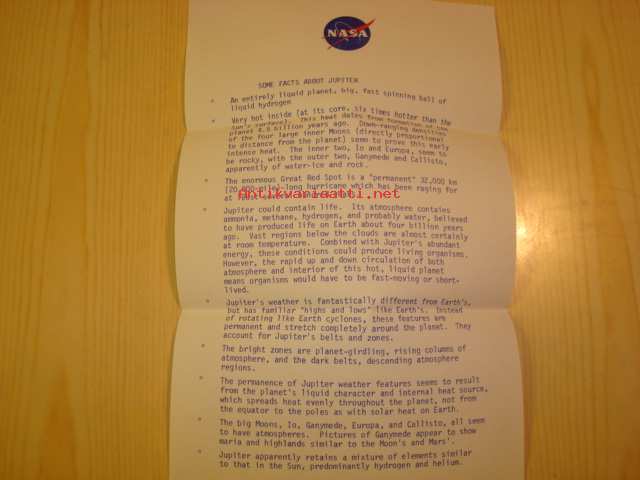 NASA
SOME FACTS ABOUT JUPITER
An entirely liquid planet, big, fast spinning ball of
liquid hydrogen
Very hot inside (at its core, six times hotter than the
Sun's surface). This heat dates from formation of the
planet 4.6 billion years ago. Down-ranging densities
of the four large inner Moons (directly proportional
to distance from the planet) seem to prove this early
intense heat. The inner two, Io and Europa, seem to
be rocky, with the outer two, Ganymede and Callisto,
apparently of water-ice and rock.
The enormous Great Red Spot is a "permanent" 32,000 km
(20,000-mile)-long hurricane which has been raging for
at least
Antikvariaatti.net
Jupiter could contain life. Its atmosphere contains
ammonia, methane, hydrogen, and probably water, believed
to have produced life on Earth about four billion years
ago. Vast regions below the clouds are almost certainly
at room temperature. Combined with Jupiter's abundant
energy, these conditions could produce living organisms.
However, the rapid up and down circulation of both
atmosphere and interior of this hot, liquid planet
means organisms would have to be fast-moving or short-
lived.
Jupiter's weather is fantastically different from Earth's,
but has familiar "highs and lows" like Earth's. Instead
of rotating like Earth cyclones, these features are
permanent and stretch completely around the planet. They
account for Jupiter's belts and zones.
The bright zones are planet-girdling, rising columns of
atmosphere, and the dark belts, descending atmosphere
regions.
The permanence of Jupiter weather features seems to result
from the planet's liquid character and internal heat source,
which spreads heat evenly throughout the planet, not from
the equator to the poles as with solar heat on Earth.
The big Moons, Io, Ganymede, Europa, and Callisto, all seem
to have atmospheres. Pictures of Ganymede appear to show
maria and highlands similar to the Moon's and Mars'.
Jupiter apparently retains a mixture of elements similar
to that in the Sun, predominantly hydrogen and helium.